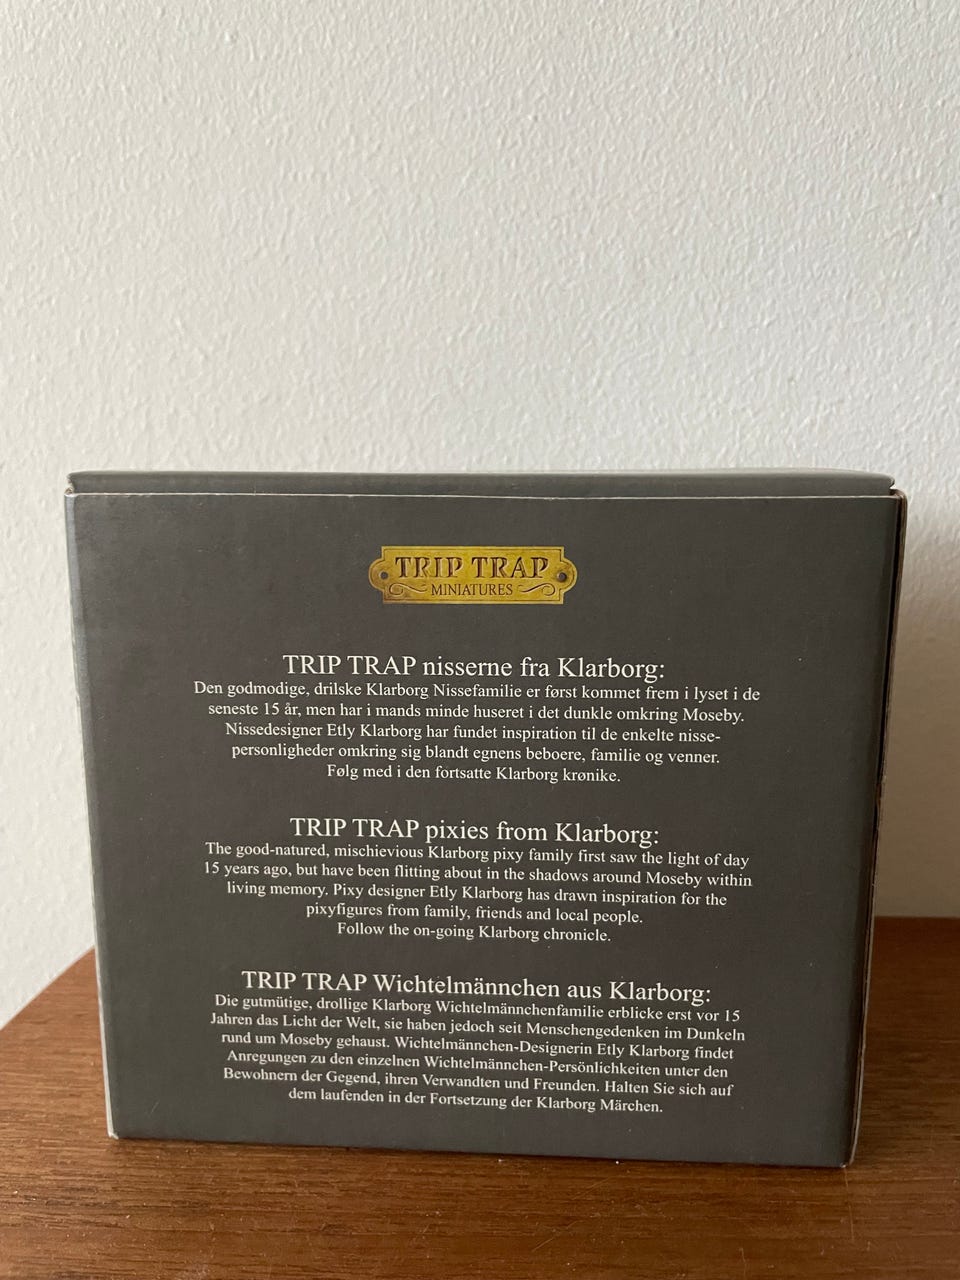 TRIP TRAP
MINIATURES
TRIP TRAP nisserne fra Klarborg:
Den godmodige, drilske Klarborg Nissefamilie er først kommet frem i lyset i de
seneste 15 år, men har i mands minde huseret i det dunkle omkring Moseby.
Nissedesigner Etly Klarborg har fundet inspiration til de enkelte nisse-
personligheder omkring sig blandt egnens beboere, familie og venner.
Følg med i den fortsatte Klarborg krønike.
TRIP TRAP pixies from Klarborg:
The good-natured, mischievious Klarborg pixy family first saw the light of day
15 years ago, but have been flitting about in the shadows around Moseby within
living memory. Pixy designer Etly Klarborg has drawn inspiration for the
pixyfigures from family, friends and local people.
Follow the on-going Klarborg chronicle.
TRIP TRAP Wichtelmännchen aus Klarborg:
Die gutmütige, drollige Klarborg Wichtelmännchenfamilie erblicke erst vor 15
Jahren das Licht der Welt, sie haben jedoch seit Menschengedenken im Dunkeln
rund um Moseby gehaust. Wichtelmännchen-Designerin Etly Klarborg findet
Anregungen zu den einzelnen Wichtelmännchen-Persönlichkeiten unter den
Bewohnern der Gegend, ihren Verwandten und Freunden. Halten Sie sich auf
dem laufenden in der Fortsetzung der Klarborg Märchen.